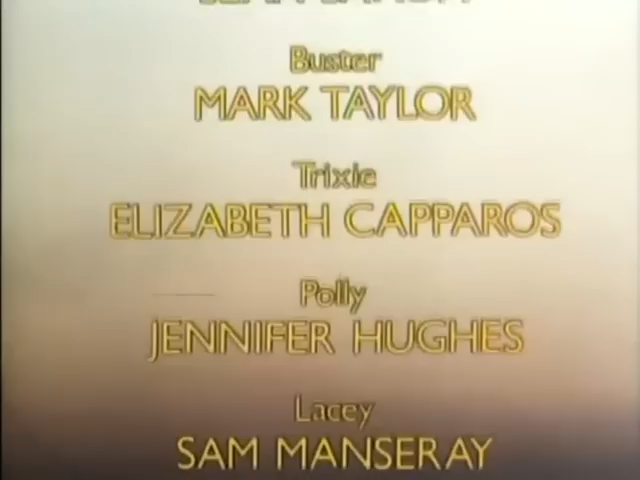 Buster
MARK TAYLOR
Trixie
ELIZABETH CAPPAROS
Polly
JENNIFER HUGHES
Lacey
SAM MANSERAY